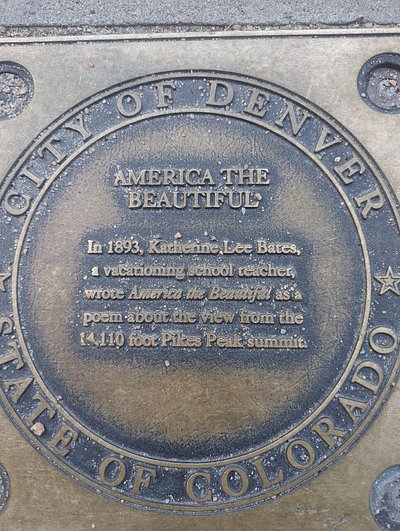 CITY OF DENVER
AMERICA THE
BEAUTIFUL
In 1893, Katherine Lee Bates,
a vacationing school teacher,
wrote America the Beautiful as a
poem about the view from the
14,110 foot Pikes Peak summit.
STATE OF COLORADO